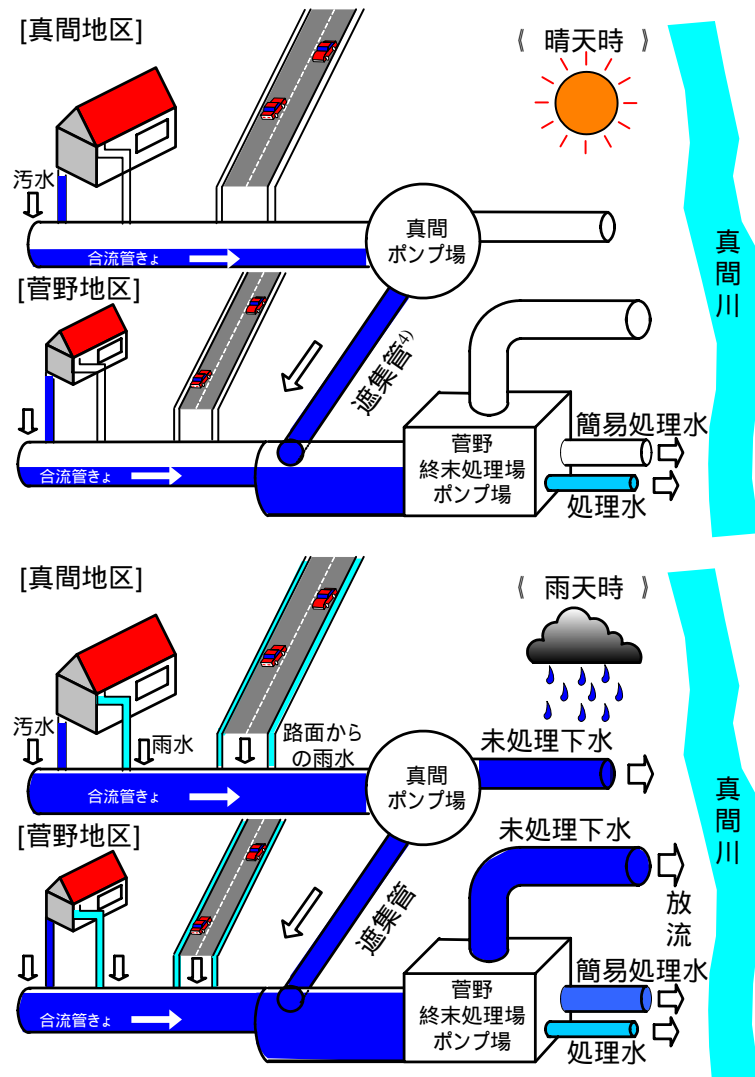 [真間地区]
《 晴天時 》
汚水
真間
ポンプ場
合流管きょ
真間川
[菅野地区]
遮集管4)
簡易処理水
菅野
終末処理場
ポンプ場
合流管きょ
処理水
[真間地区]
《 雨天時 》
汚水
雨水
路面から
の雨水
未処理下水
真間
ポンプ場
合流管きょ
真間川
[菅野地区]
未処理下水
放流
遮集管
簡易処理水
菅野
終末処理場
ポンプ場
合流管きょ
処理水